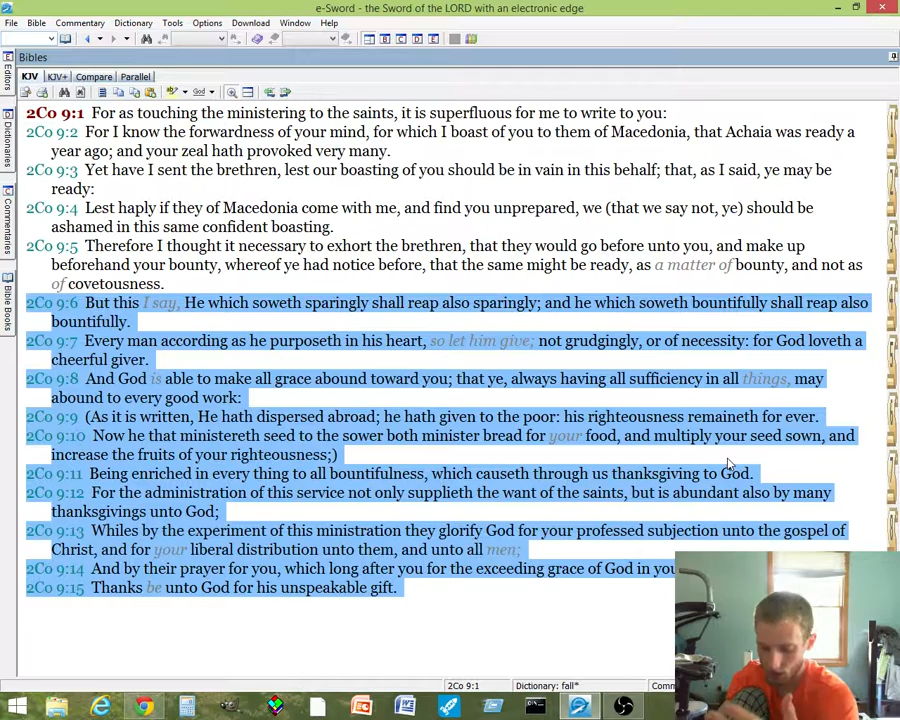 e-Sword - the Sword of the LORD with an electronic edge
File Bible Commentary Dictionary Tools Options Download Window Help
B C D E
Bibles
KJV KJV+ Compare Parallel
Editors
Dictionaries
Commentaries
Bible Books
2Co 9:1 For as touching the ministering to the saints, it is superfluous for me to write to you:
2Co 9:2 For I know the forwardness of your mind, for which I boast of you to them of Macedonia, that Achaia was ready a
year ago; and your zeal hath provoked very many.
2Co 9:3 Yet have I sent the brethren, lest our boasting of you should be in vain in this behalf; that, as I said, ye may be
ready:
2Co 9:4 Lest haply if they of Macedonia come with me, and find you unprepared, we (that we say not, ye) should be
ashamed in this same confident boasting.
2Co 9:5 Therefore I thought it necessary to exhort the brethren, that they would go before unto you, and make up
beforehand your bounty, whereof ye had notice before, that the same might be ready, as a matter of bounty, and not as
of covetousness.
2Co 9:6 But this I say, He which soweth sparingly shall reap also sparingly; and he which soweth bountifully shall reap also
bountifully.
2Co 9:7 Every man according as he purposeth in his heart, so let him give; not grudgingly, or of necessity: for God loveth a
cheerful giver.
2Co 9:8 And God is able to make all grace abound toward you; that ye, always having all sufficiency in all things, may
abound to every good work:
2Co 9:9 (As it is written, He hath dispersed abroad; he hath given to the poor: his righteousness remaineth for ever.
2Co 9:10 Now he that ministereth seed to the sower both minister bread for your food, and multiply your seed sown, and
increase the fruits of your righteousness;)
2Co 9:11 Being enriched in every thing to all bountifulness, which causeth through us thanksgiving to God.
2Co 9:12 For the administration of this service not only supplieth the want of the saints, but is abundant also by many
thanksgivings unto God;
2Co 9:13 Whiles by the experiment of this ministration they glorify God for your professed subjection unto the gospel of
Christ, and for your liberal distribution unto them, and unto all men;
2Co 9:14 And by their prayer for you, which long after you for the exceeding grace of God in you
2Co 9:15 Thanks be unto God for his unspeakable gift.
2Co 9:1 Dictionary: fall* Comm